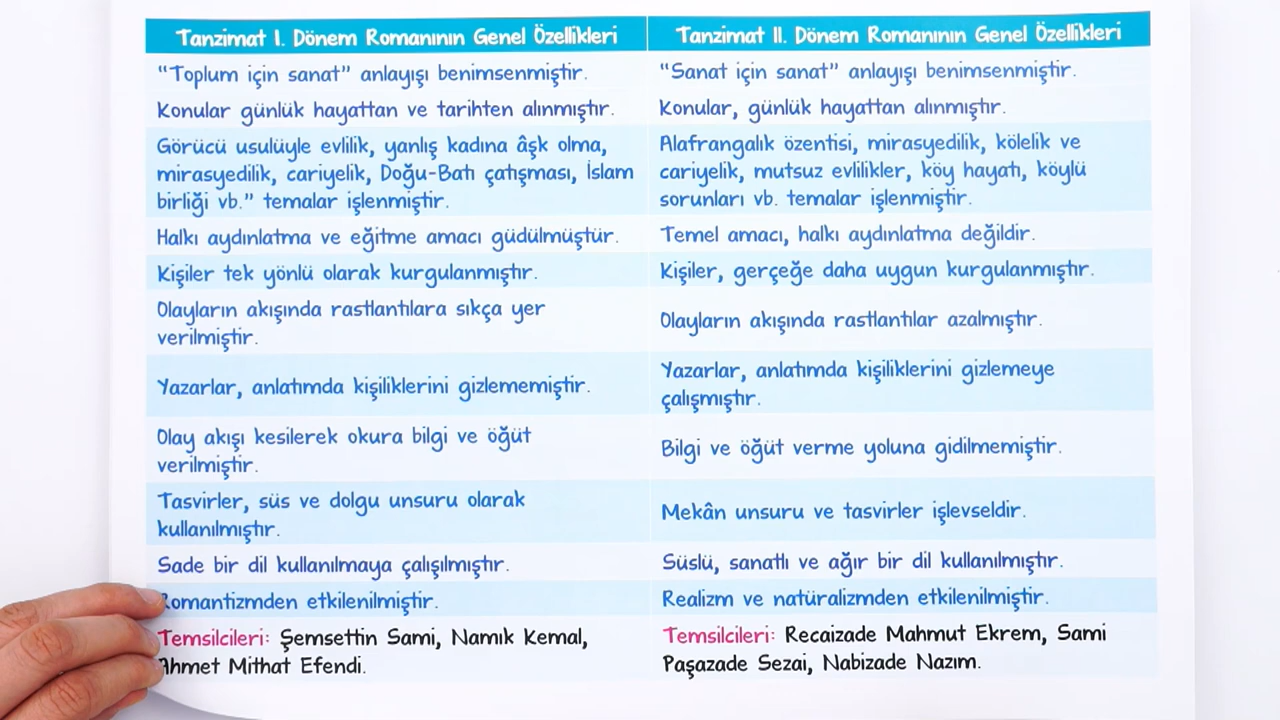 Tanzimat I. Dönem Romanının Genel Özellikleri
Tanzimat II. Dönem Romanının Genel Özellikleri
“Toplum için sanat” anlayışı benimsenmiştir.
“Sanat için sanat” anlayışı benimsenmiştir.
Konular günlük hayattan ve tarihten alınmıştır.
Konular, günlük hayattan alınmıştır.
Görücü usulüyle evlilik, yanlış kadına âşk olma,
mirasyedilik, cariyelik, Doğu-Batı çatışması, İslam
birliği vb.” temalar işlenmiştir.
Alafrangalık özentisi, mirasyedilik, kölelik ve
cariyelik, mutsuz evlilikler, köy hayatı, köylü
sorunları vb. temalar işlenmiştir.
Halkı aydınlatma ve eğitme amacı güdülmüştür.
Temel amacı, halkı aydınlatma değildir.
Kişiler tek yönlü olarak kurgulanmıştır.
Kişiler, gerçeğe daha uygun kurgulanmıştır.
Olayların akışında rastlantılara sıkça yer
verilmiştir.
Olayların akışında rastlantılar azalmıştır.
Yazarlar, anlatımda kişiliklerini gizlememiştir.
Yazarlar, anlatımda kişiliklerini gizlemeye
çalışmıştır.
Olay akışı kesilerek okura bilgi ve öğüt
verilmiştir.
Bilgi ve öğüt verme yoluna gidilmemiştir.
Tasvirler, süs ve dolgu unsuru olarak
kullanılmıştır.
Mekân unsuru ve tasvirler işlevseldir.
Sade bir dil kullanılmaya çalışılmıştır.
Süslü, sanatlı ve ağır bir dil kullanılmıştır.
Romantizmden etkilenilmiştir.
Realizm ve natüralizmden etkilenilmiştir.
Temsilcileri: Şemsettin Sami, Namık Kemal,
Ahmet Mithat Efendi.
Temsilcileri: Recaizade Mahmut Ekrem, Sami
Paşazade Sezai, Nabizade Nazım.